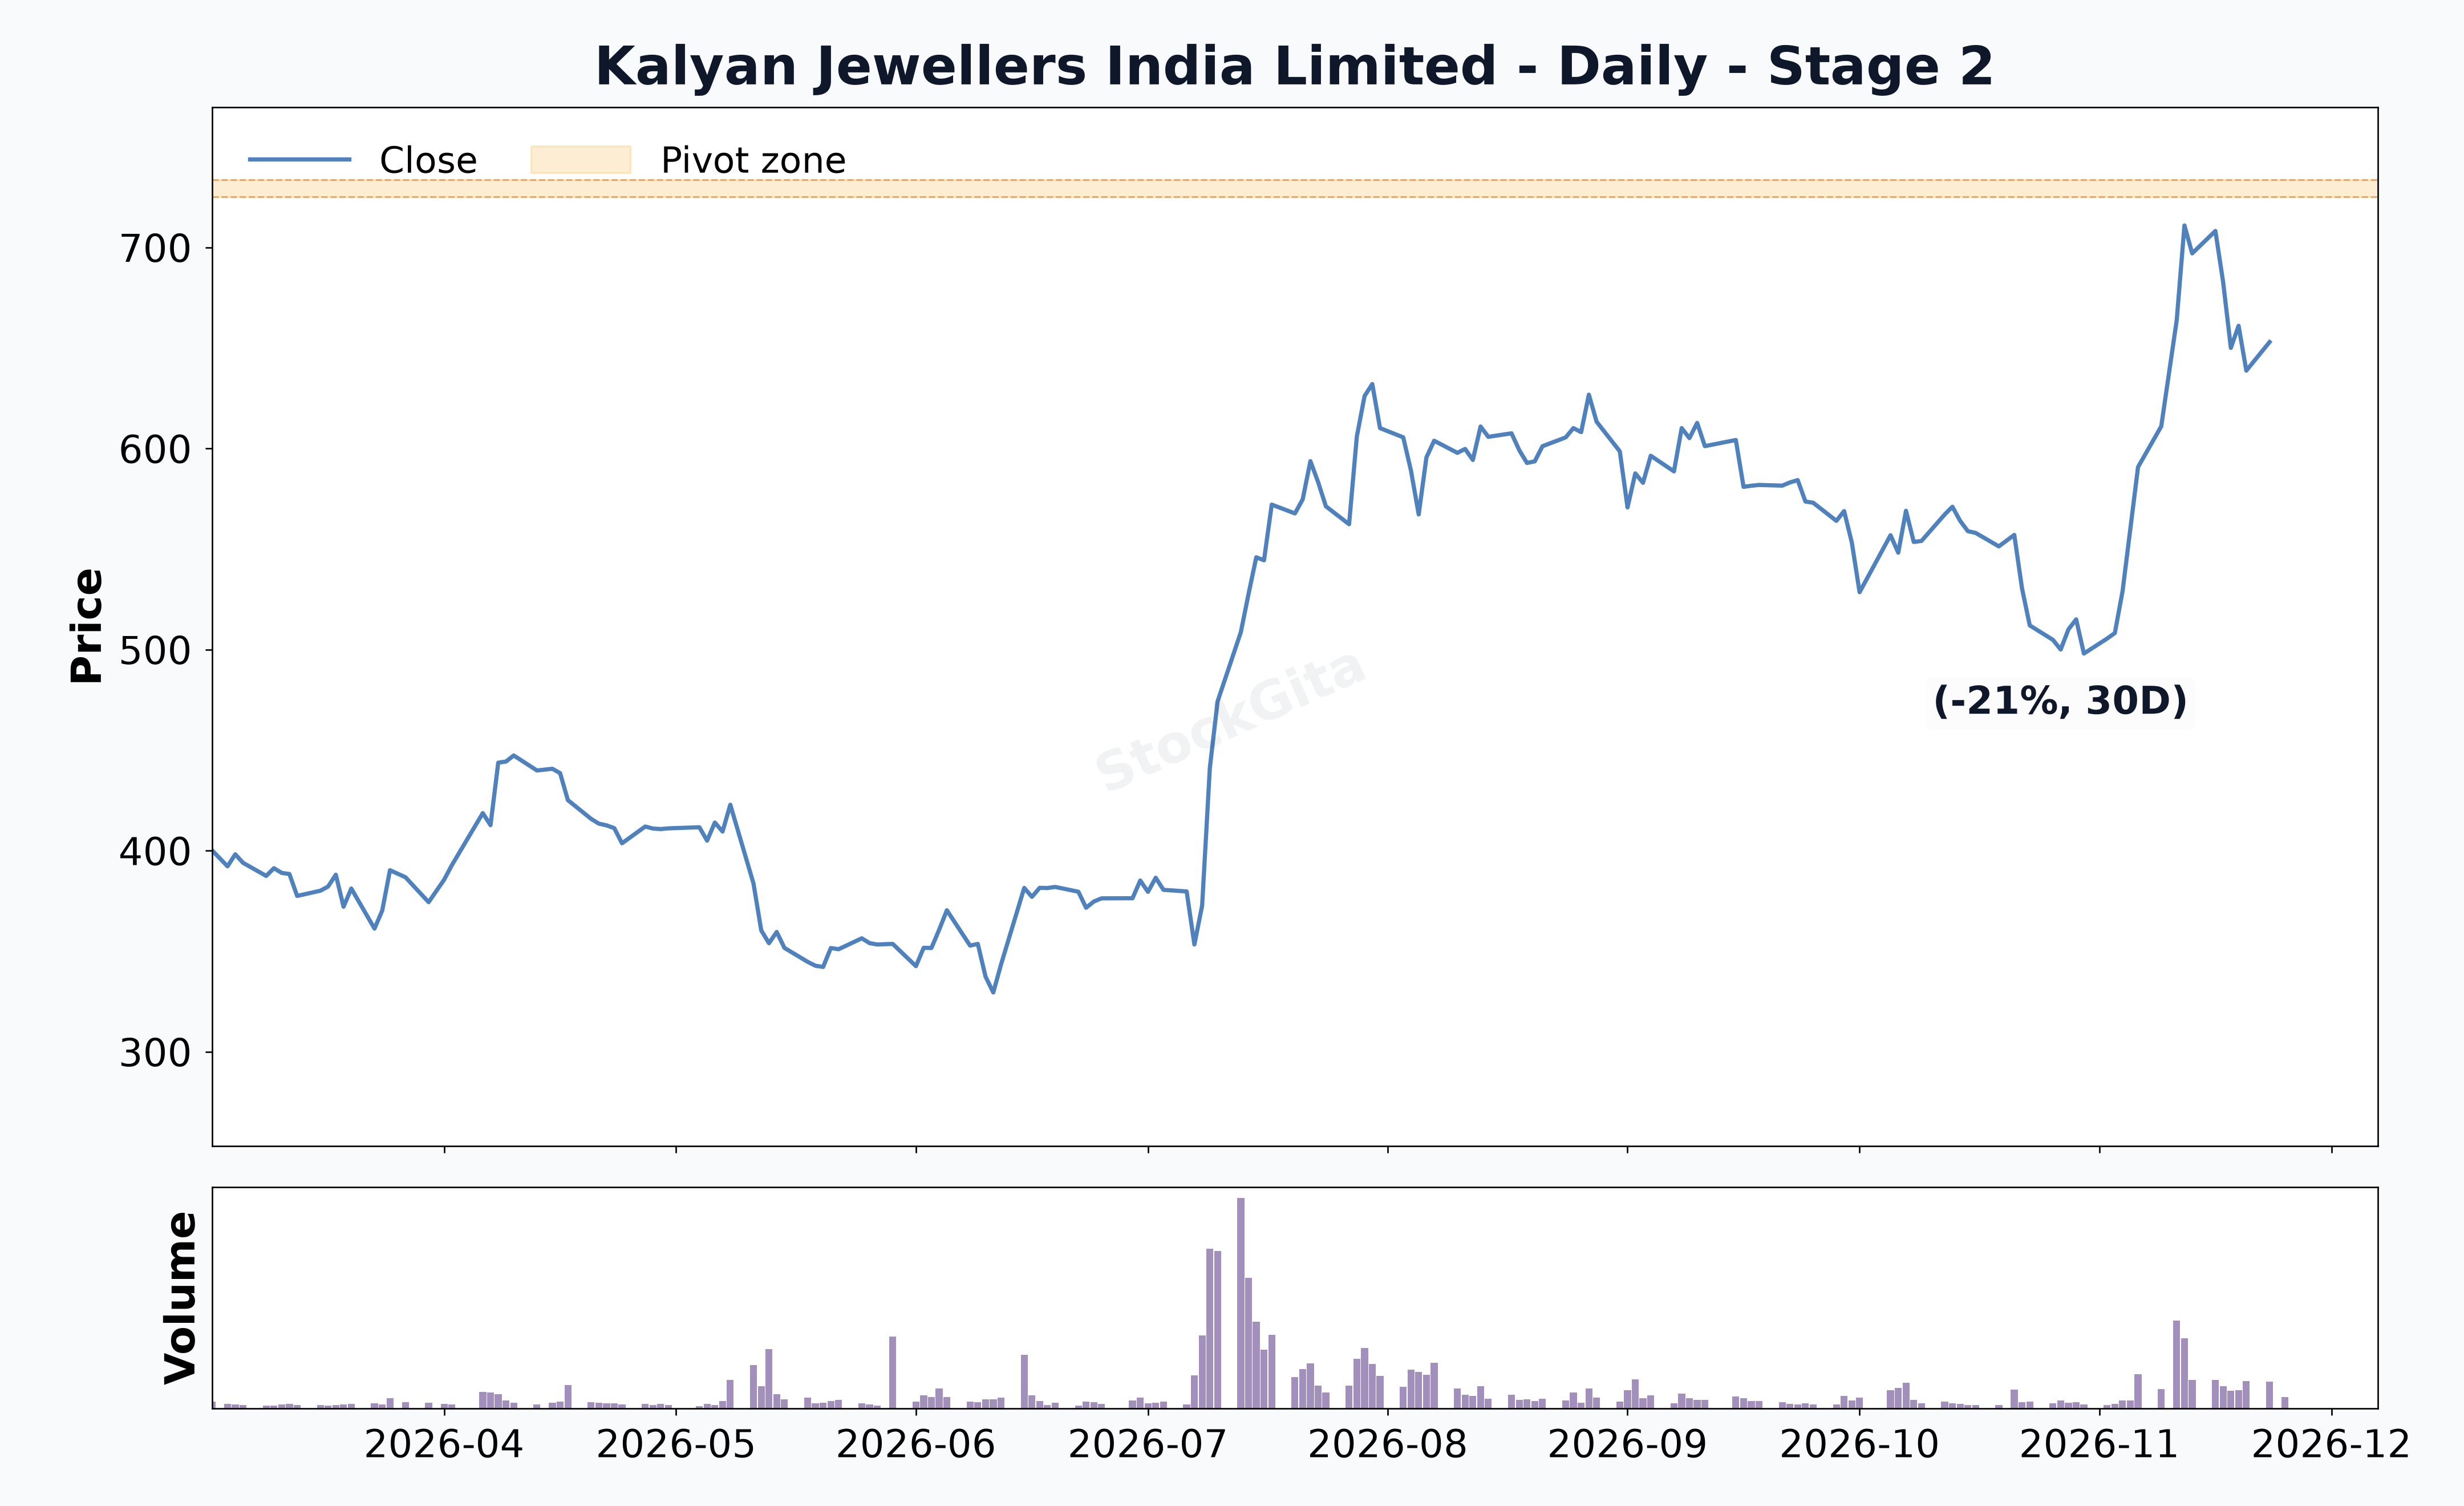 Kalyan Jewellers India Limited - Daily - Stage 2
Close
Pivot zone
700
600
500
400
300
Price
StockGita
(-21%, 30D)
Volume
2026-04
2026-05
2026-06
2026-07
2026-08
2026-09
2026-10
2026-11
2026-12